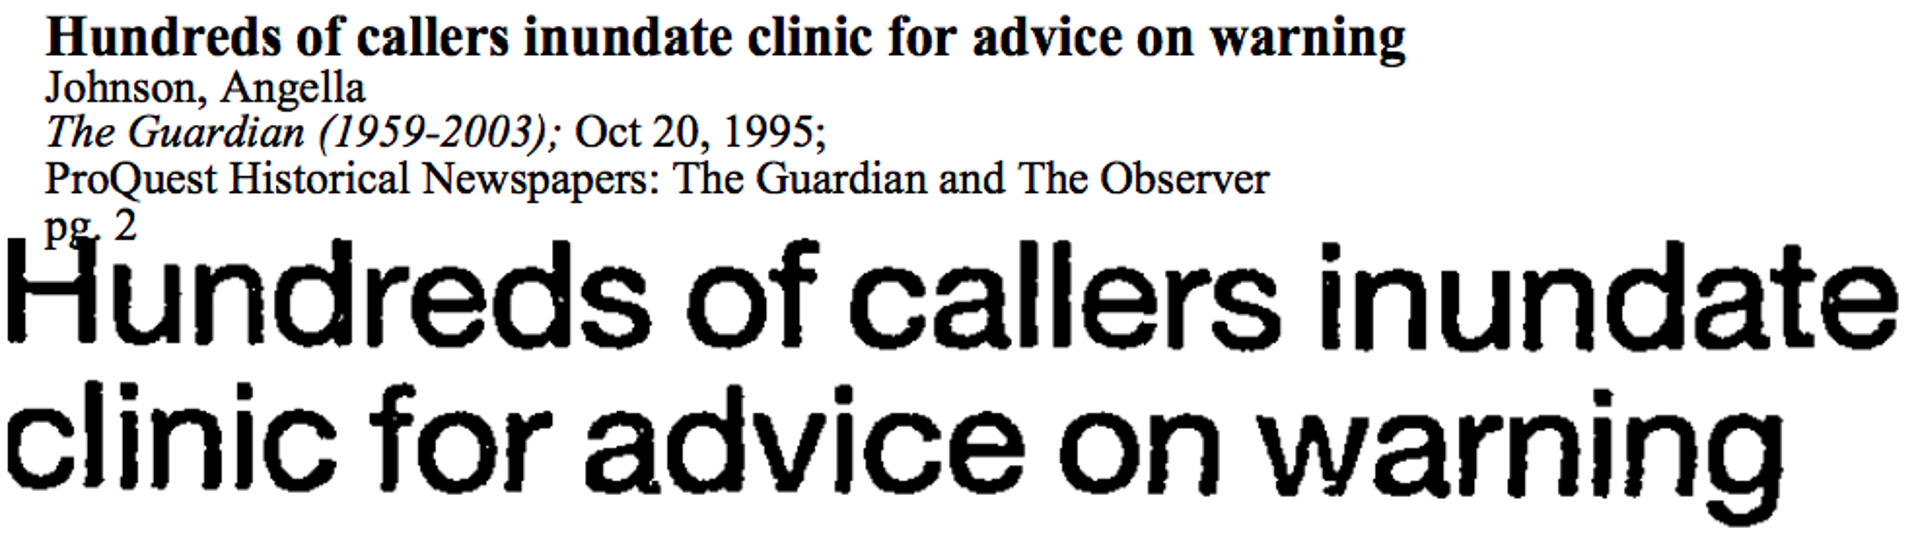 Hundreds of callers inundate clinic for advice on warning
Johnson, Angella
The Guardian (1959-2003); Oct 20, 1995;
ProQuest Historical Newspapers: The Guardian and The Observer
pg. 2
Hundreds of callers inundate
clinic for advice on warning